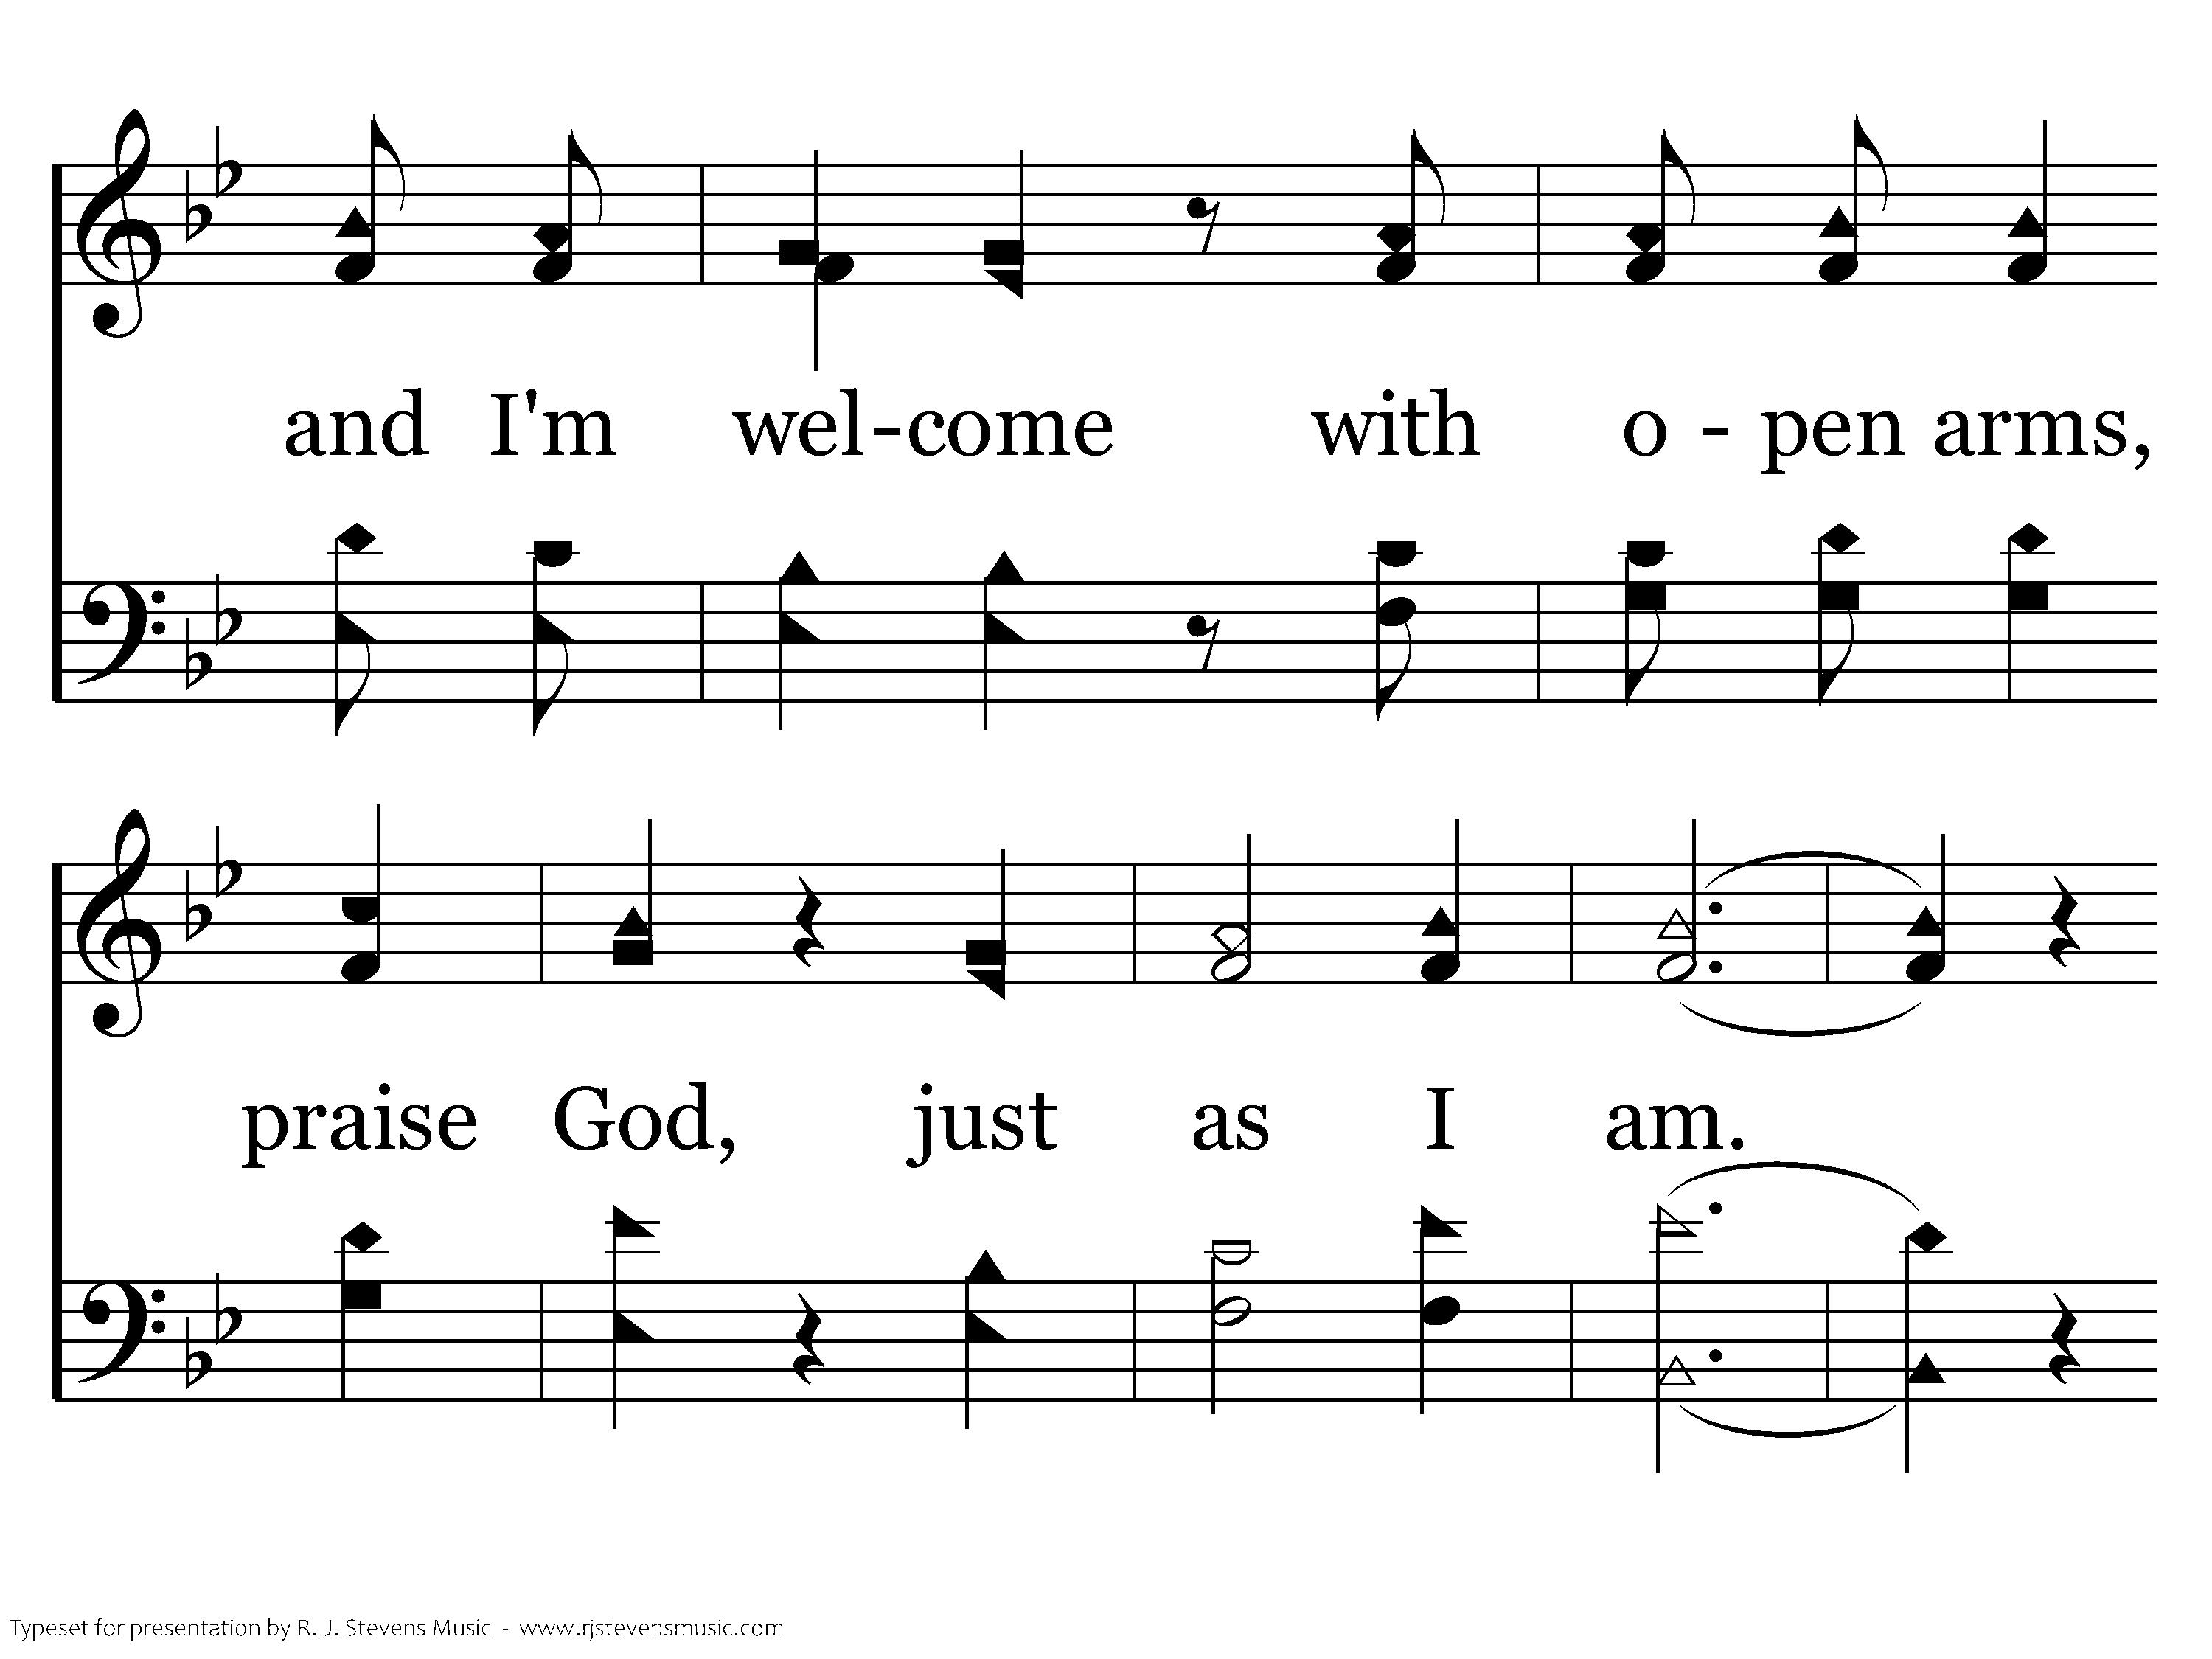 and I'm wel-come with o - pen arms,
praise God, just as I am.
Typeset for presentation by R. J. Stevens Music - www.rjstevensmusic.com